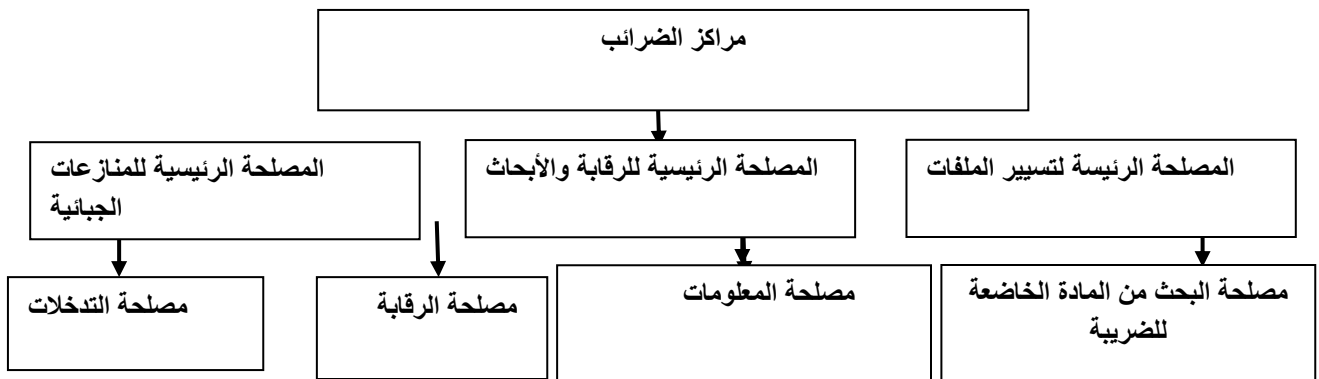 مراكز الضرائب
المصلحة الرئيسة لتسيير الملفات
المصلحة الرئيسية للرقابة والأبحاث
المصلحة الرئيسية للمنازعات
الجبائية
مصلحة البحث من المادة الخاضعة
للضريبة
مصلحة المعلومات
مصلحة الرقابة
مصلحة التدخلات